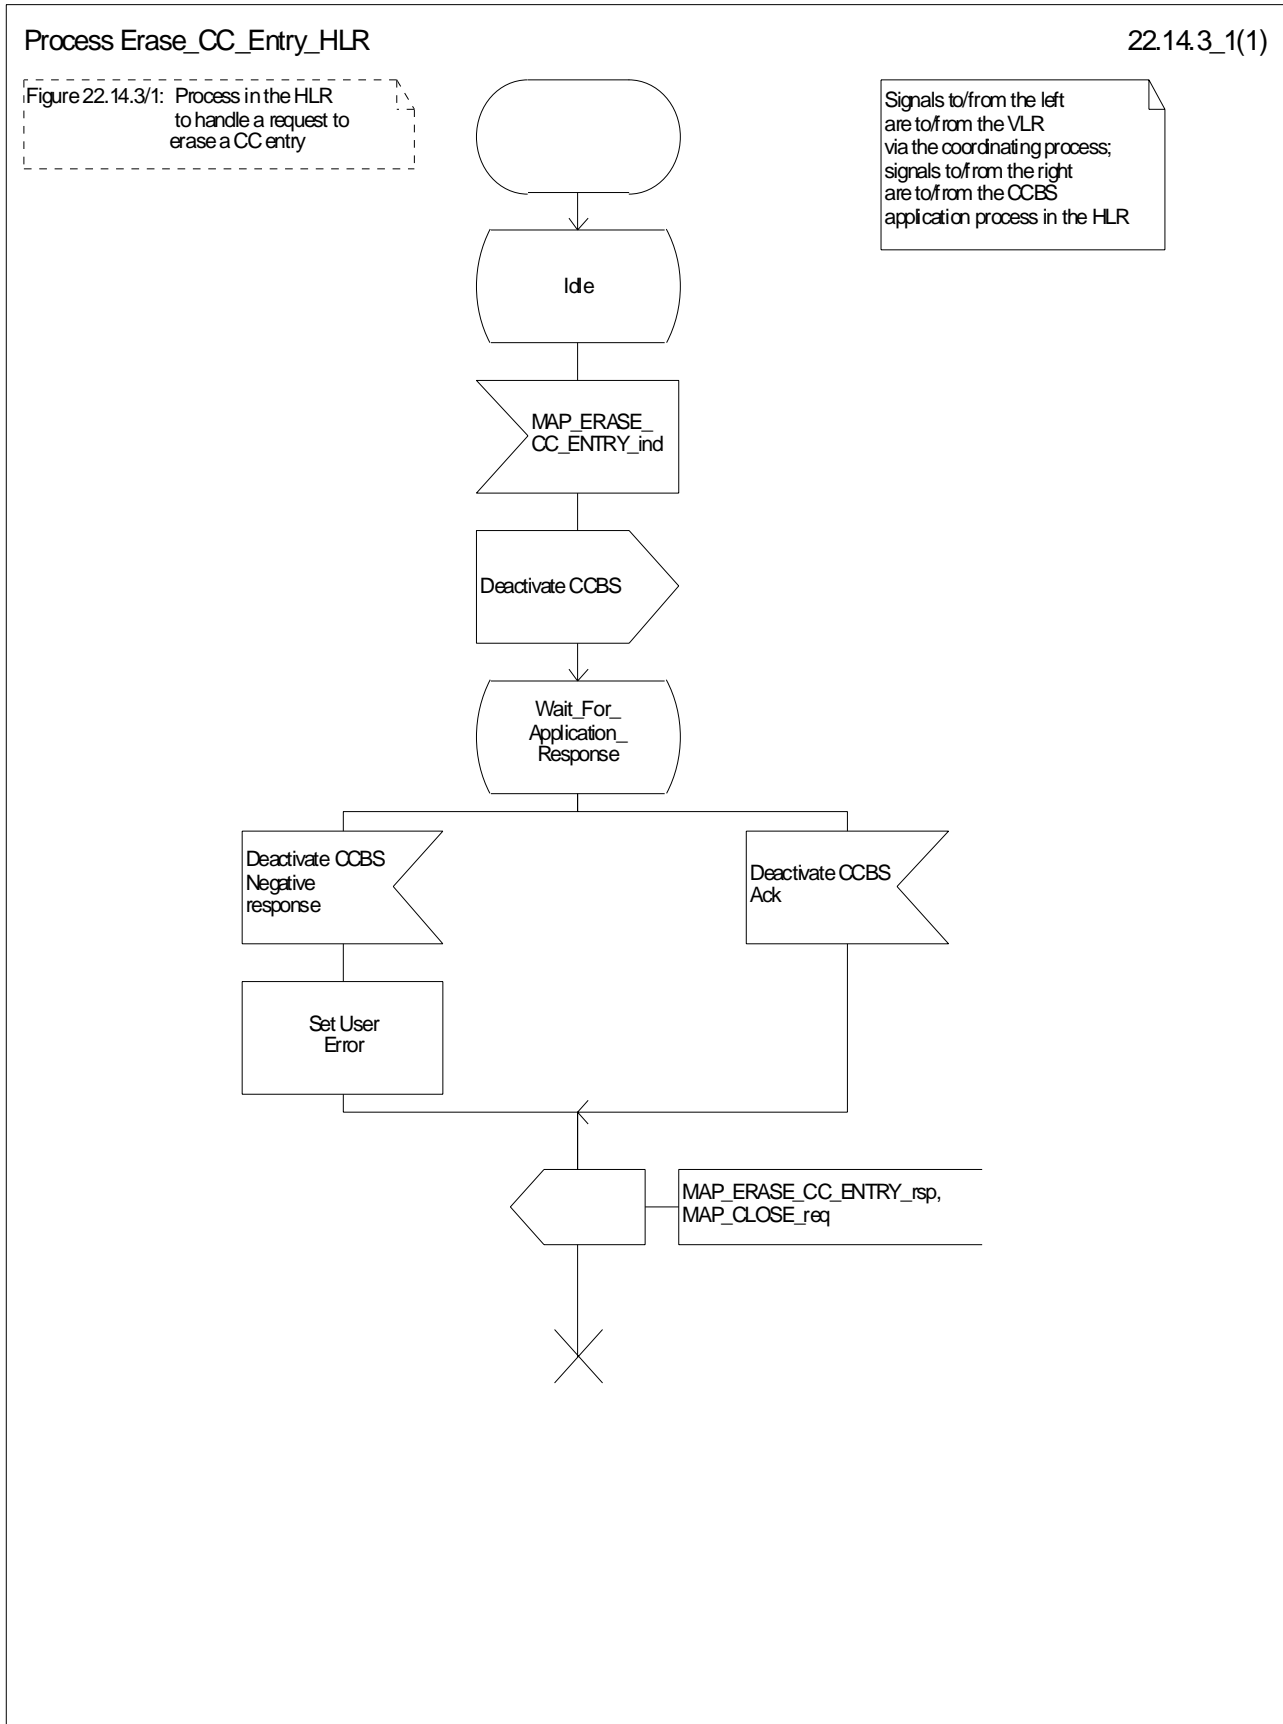 Process Erase_CC_Entry_HLR
22.14.3_1(1)
Figure 22.14.3/1: Process in the HLR
to handle a request to
erase a CC entry
Signals to/from the left
are to/from the VLR
via the coordinating process;
signals to/from the right
are to/from the CCBS
application process in the HLR
Idle
MAP_ERASE_
CC_ENTRY_ind
Deactivate CCBS
Wait_For_
Application_
Response
Deactivate CCBS
Negative
response
Deactivate CCBS
Ack
Set User
Error
MAP_ERASE_CC_ENTRY_rsp,
MAP_CLOSE_req